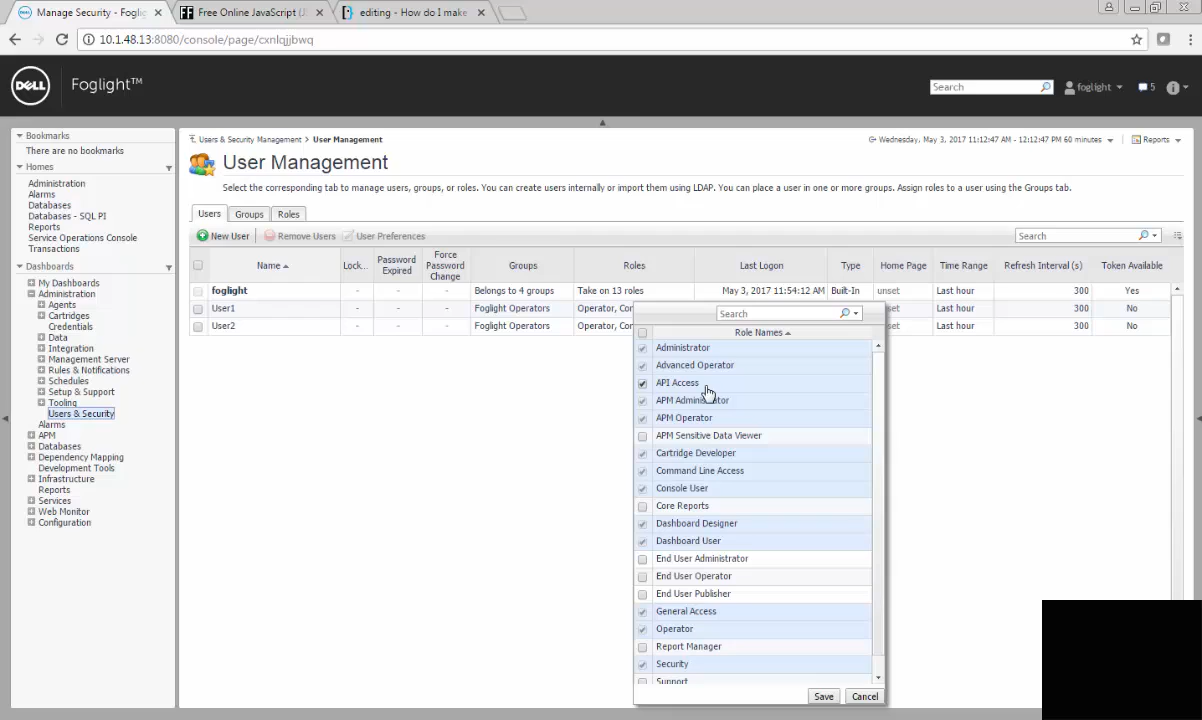 Manage Security - Fogli
Free Online JavaScript (J
editing - How do I make
10.1.48.13:8080/console/page/cxnlqjjbwq
DELL
Foglight™
Search
foglight
5
Bookmarks
There are no bookmarks
Homes
Administration
Alarms
Databases
Databases - SQL PI
Reports
Service Operations Console
Transactions
Dashboards
My Dashboards
Administration
Agents
Cartridges
Credentials
Data
Integration
Management Server
Rules & Notifications
Schedules
Setup & Support
Tooling
Users & Security
Alarms
APM
Databases
Dependency Mapping
Development Tools
Infrastructure
Reports
Services
Web Monitor
Configuration
Users & Security Management > User Management
Wednesday, May 3, 2017 11:12:47 AM - 12:12:47 PM 60 minutes
Reports
User Management
Select the corresponding tab to manage users, groups, or roles. You can create users internally or import them using LDAP. You can place a user in one or more groups. Assign roles to a user using the Groups tab.
Users Groups Roles
New User Remove Users User Preferences
Search
Name Lock... Password Expired Force Password Change Groups Roles Last Logon Type Home Page Time Range Refresh Interval (s) Token Available
foglight - - - Belongs to 4 groups Take on 13 roles May 3, 2017 11:54:12 AM Built-In unset Last hour 300 Yes
User1 - - - Foglight Operators Operator, Con set Last hour 300 No
User2 - - - Foglight Operators Operator, Con set Last hour 300 No
Search
Role Names
Administrator
Advanced Operator
API Access
APM Administrator
APM Operator
APM Sensitive Data Viewer
Cartridge Developer
Command Line Access
Console User
Core Reports
Dashboard Designer
Dashboard User
End User Administrator
End User Operator
End User Publisher
General Access
Operator
Report Manager
Security
Support
Save Cancel